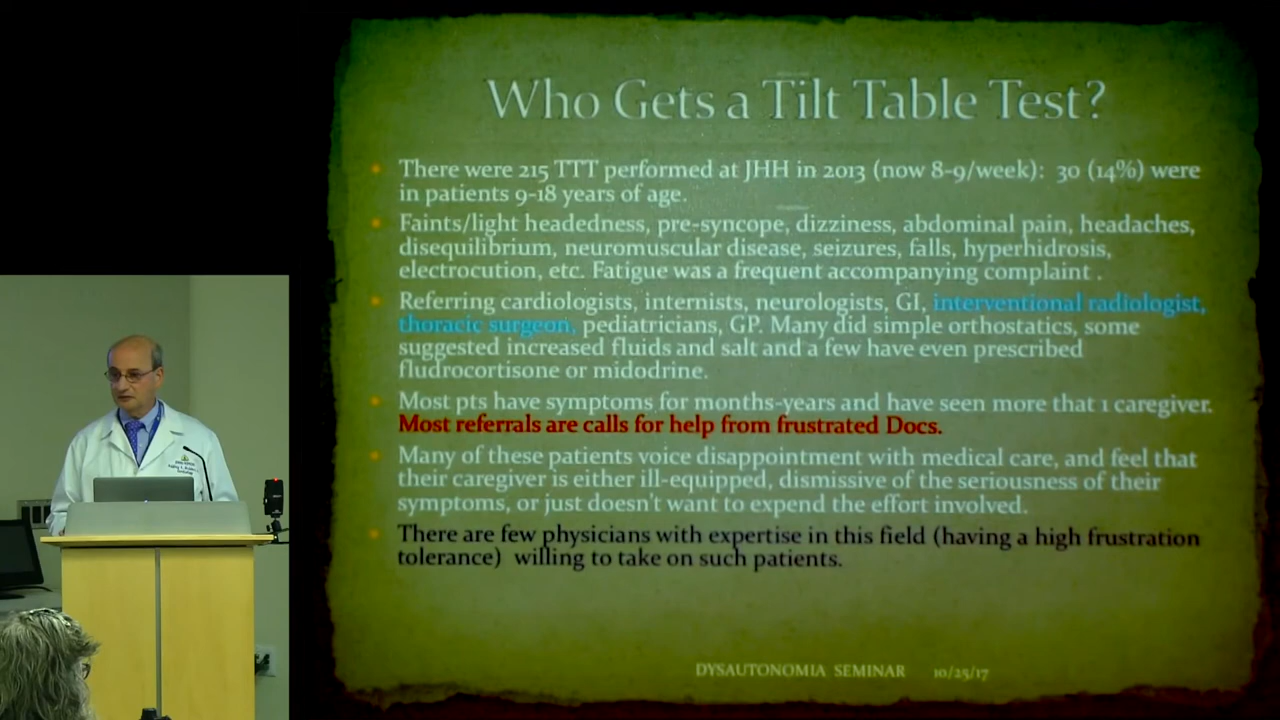 Who Gets a Tilt Table Test?
There were 215 TTT performed at JHH in 2013 (now 8-9/week): 30 (14%) were
in patients 9-18 years of age.
Faints/light headedness, pre-syncope, dizziness, abdominal pain, headaches,
disequilibrium, neuromuscular disease, seizures, falls, hyperhidrosis,
electrocution, etc. Fatigue was a frequent accompanying complaint .
Referring cardiologists, internists, neurologists, GI, interventional radiologist,
thoracic surgeon, pediatricians, GP. Many did simple orthostatics, some
suggested increased fluids and salt and a few have even prescribed
fludrocortisone or midodrine.
Most pts have symptoms for months-years and have seen more that 1 caregiver.
Most referrals are calls for help from frustrated Docs.
Many of these patients voice disappointment with medical care, and feel that
their caregiver is either ill-equipped, dismissive of the seriousness of their
symptoms, or just doesn't want to expend the effort involved.
There are few physicians with expertise in this field (having a high frustration
tolerance) willing to take on such patients.
DYSAUTONOMIA SEMINAR 10/25/17